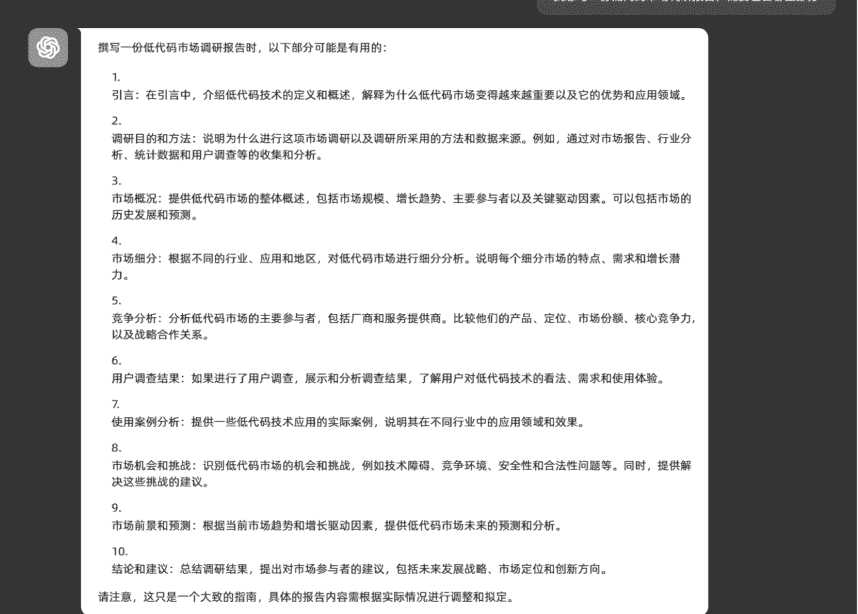 撰写一份低代码市场调研报告时，以下部分可能是有用的：
1.
引言：在引言中，介绍低代码技术的定义和概述，解释为什么低代码市场变得越来越重要以及它的优势和应用领域。
2.
调研目的和方法：说明为什么进行这项市场调研以及调研所采用的方法和数据来源。例如，通过对市场报告、行业分
析、统计数据和用户调查等的收集和分析。
3.
市场概况：提供低代码市场的整体概述，包括市场规模、增长趋势、主要参与者以及关键驱动因素。可以包括市场的
历史发展和预测。
4.
市场细分：根据不同的行业、应用和地区，对低代码市场进行细分分析。说明每个细分市场的特点、需求和增长潜
力。
5.
竞争分析：分析低代码市场的主要参与者，包括厂商和服务提供商。比较他们的产品、定位、市场份额、核心竞争力，
以及战略合作关系。
6.
用户调查结果：如果进行了用户调查，展示和分析调查结果，了解用户对低代码技术的看法、需求和使用体验。
7.
使用案例分析：提供一些低代码技术应用的实际案例，说明其在不同行业中的应用领域和效果。
8.
市场机会和挑战：识别低代码市场的机会和挑战，例如技术障碍、竞争环境、安全性和合法性问题等。同时，提供解
决这些挑战的建议。
9.
市场前景和预测：根据当前市场趋势和增长驱动因素，提供低代码市场未来的预测和分析。
10.
结论和建议：总结调研结果，提出对市场参与者的建议，包括未来发展战略、市场定位和创新方向。
请注意，这只是一个大致的指南，具体的报告内容需根据实际情况进行调整和拟定。